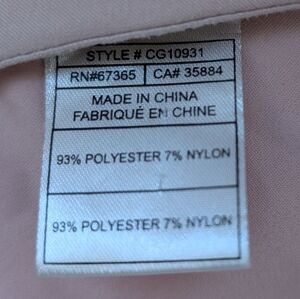 STYLE # CG10931
RN#67365 CA# 35884
MADE IN CHINA
FABRIQUÉ EN CHINE
93% POLYESTER 7% NYLON
93% POLYESTER 7% NYLON